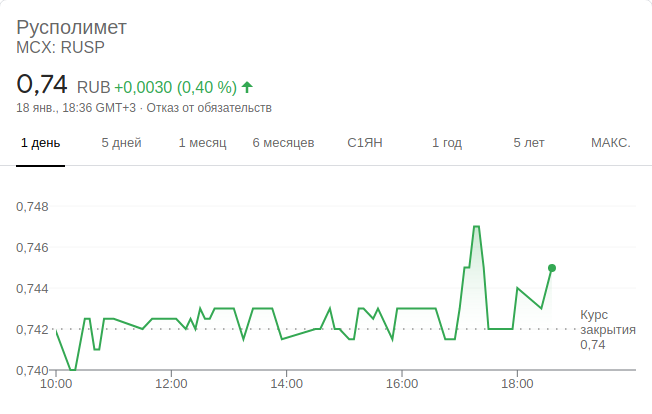 Русполимет
MCX: RUSP
0,74 RUB +0,0030 (0,40 %)
18 янв., 18:36 GMT+3 · Отказ от обязательств
1 день 5 дней 1 месяц 6 месяцев С1ЯН 1 год 5 лет МАКС.
0,748
0,746
0,744
0,742
0,740
Курс
закрытия
0,74
10:00 12:00 14:00 16:00 18:00